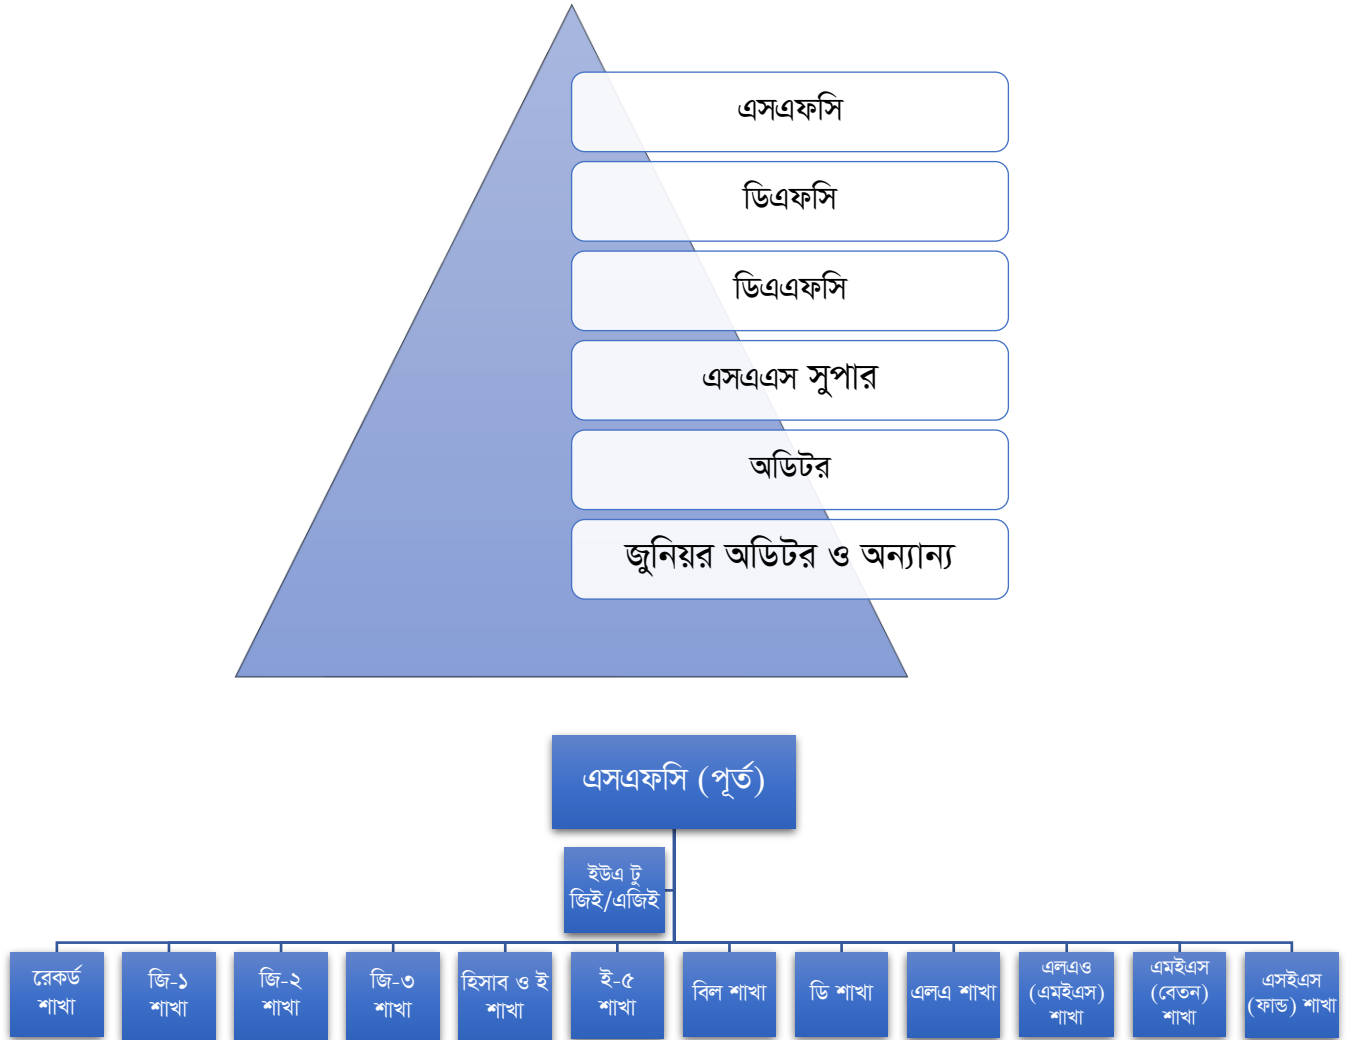 এসএফসি
ডিএফসি
ডিএএফসি
এসএএস সুপার
অডিটর
জুনিয়র অডিটর ও অন্যান্য
এসএফসি (পূর্ত)
ইউএ টু
জিই/এজিই
রেকর্ড
শাখা
জি-১
শাখা
জি-২
শাখা
জি-৩
শাখা
হিসাব ও ই
শাখা
ই-৫
শাখা
বিল শাখা
ডি শাখা
এলএ শাখা
এলএও
(এমইএস)
শাখা
এমইএস
(বেতন)
শাখা
এসইএস
(ফান্ড) শাখা